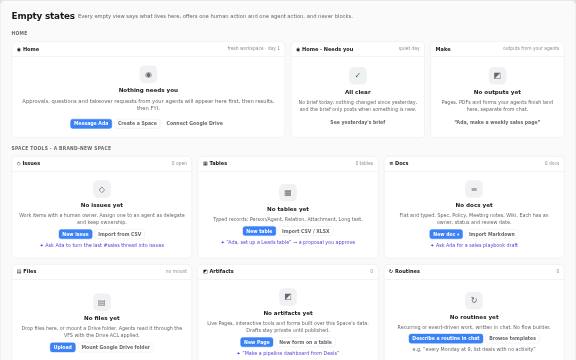 Empty states Every empty view says what lives here, offers one human action and one agent action, and never blocks.
HOME
Home fresh workspace · day 1
Nothing needs you
Approvals, questions and takeover requests from your agents will appear here first, then results,
then FYI.
Message Ada Create a Space Connect Google Drive
Home · Needs you quiet day
All clear
No brief today: nothing changed since yesterday,
and the brief only posts when something is new.
See yesterday's brief
Make outputs from your agents
No outputs yet
Pages, PDFs and forms your agents finish land
here, separate from chat.
"Ada, make a weekly sales page"
SPACE TOOLS · A BRAND-NEW SPACE
Issues 0 open
No issues yet
Work items with a human owner. Assign one to an agent as delegate
and keep ownership.
New issue Import from CSV
Ask Ada to turn the last #sales thread into issues
Tables 0 tables
No tables yet
Typed records: Person/Agent, Relation, Attachment, Long text.
New table Import CSV / XLSX
"Ada, set up a Leads table" → a proposal you approve
Docs 0 docs
No docs yet
Flat and typed. Spec, Policy, Meeting notes, Wiki. Each has an
owner, status and review date.
New doc Import Markdown
Ask Ada for a sales playbook draft
Files no mount
No files yet
Drop files here, or mount a Drive folder. Agents read it through the
VFS with the Drive ACL applied.
Upload Mount Google Drive folder
Artifacts 0
No artifacts yet
Live Pages, interactive tools and forms built over this Space's data.
Drafts stay private until published.
New Page New form on a table
"Make a pipeline dashboard from Deals"
Routines 0
No routines yet
Recurring or event-driven work, written in chat. No flow builder.
Describe a routine in chat Browse templates
e.g. "every Monday at 9, list deals with no activity"